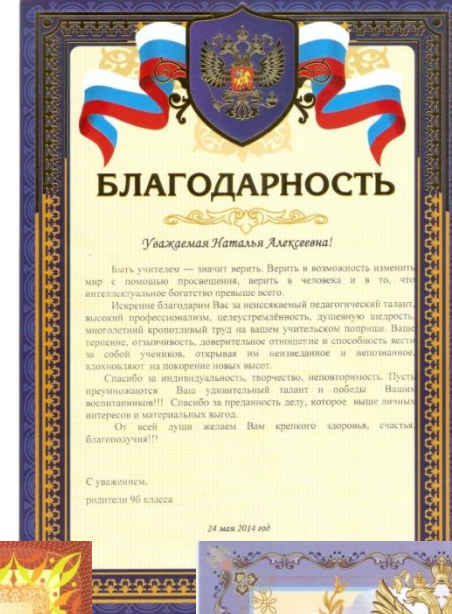 БЛАГОДАРНОСТЬ
Уважаемая Наталья Алексеевна!
Быть учителем — значит верить. Верить в возможность изменить
мир с помощью просвещения, верить в человека и в то, что
интеллектуальное богатство превыше всего.
Искренне благодарим Вас за неиссякаемый педагогический талант,
высокий профессионализм, целеустремлённость, душевную щедрость,
многолетний кропотливый труд на вашем учительском поприще. Ваше
терпение, отзывчивость, доверительное отношение и способность вести
за собой учеников, открывая им неизведанное и непознанное,
вдохновляют на покорение новых высот.
Спасибо за индивидуальность, творчество, неповторимость. Пусть
преумножаются Ваш удивительный талант и победы Ваших
воспитанников!!! Спасибо за преданность делу, которое выше личных
интересов и материальных выгод.
От всей души желаем Вам крепкого здоровья, счастья,
благополучия!!!
С уважением,
родители 9б класса
24 мая 2014 год